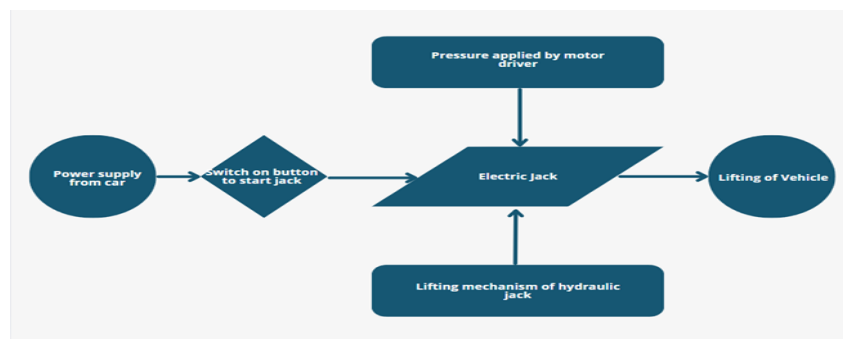 Pressure applied by motor
driver
Power supply
from car
Switch on button
to start jack
Electric Jack
Lifting of Vehicle
Lifting mechanism of hydraulic
jack